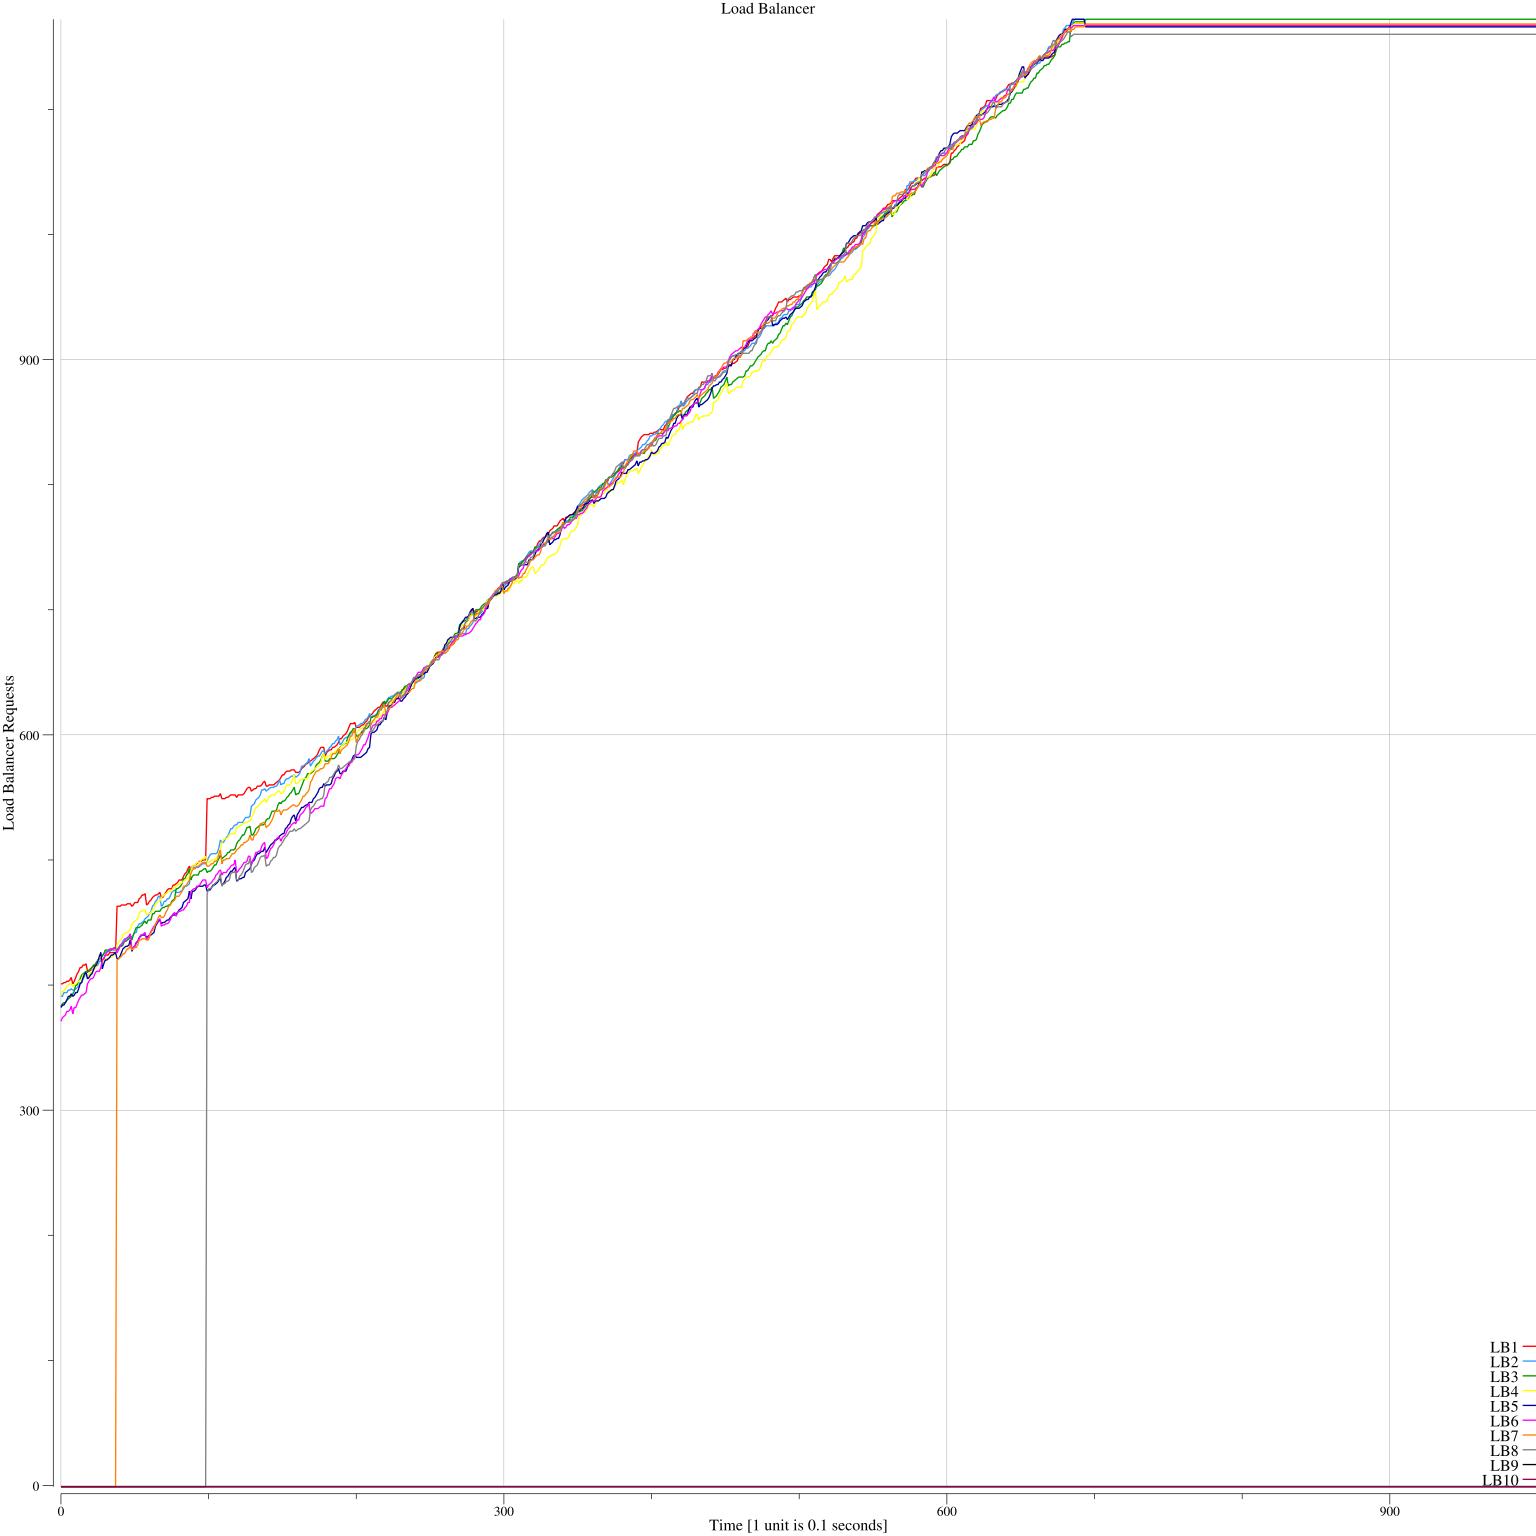 Load Balancer
900
600
300
0
Load Balancer Requests
0
300
600
900
Time [1 unit is 0.1 seconds]
LB1
LB2
LB3
LB4
LB5
LB6
LB7
LB8
LB9
LB10